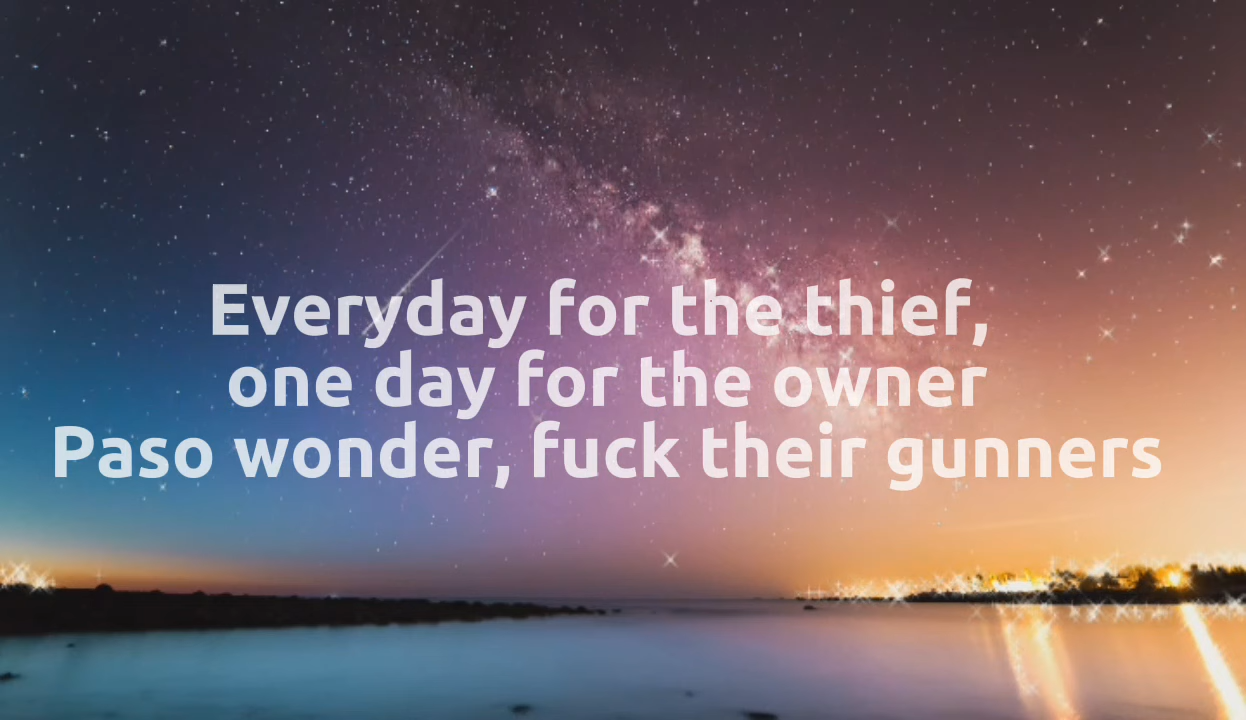 Everyday for the thief,
one day for the owner
Paso wonder, fuck their gunners